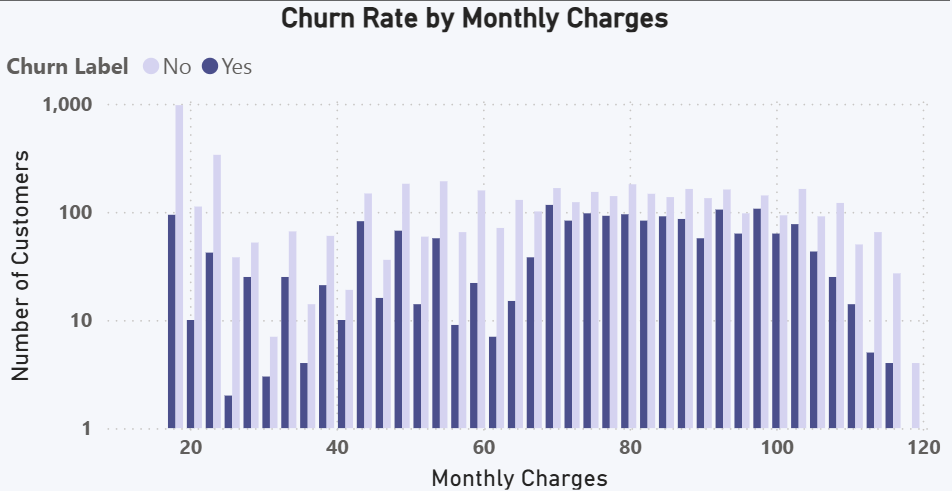 Churn Rate by Monthly Charges
Churn Label No Yes
1,000
100
10
1
Number of Customers
20 40 60 80 100 120
Monthly Charges